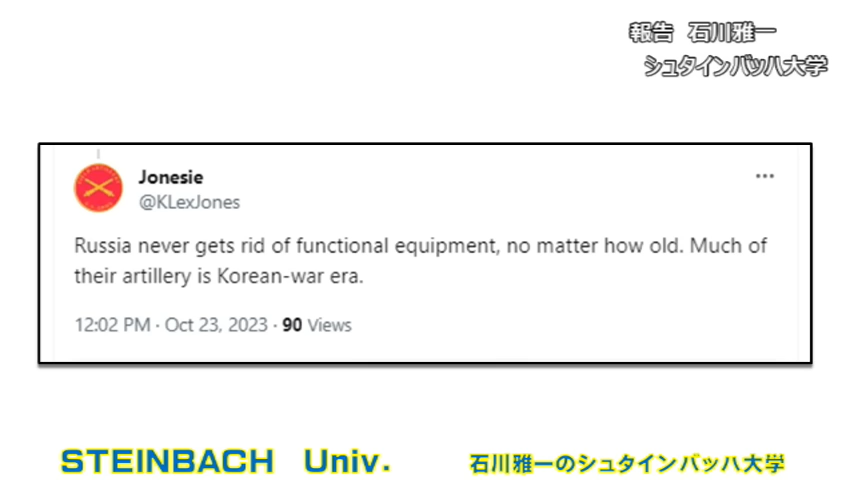 報告 石川雅一
シュタインバッハ大学
Jonesie
@KLexJones
Russia never gets rid of functional equipment, no matter how old. Much of
their artillery is Korean-war era.
12:02 PM · Oct 23, 2023 · 90 Views
STEINBACH Univ.
石川雅一のシュタインバッハ大学